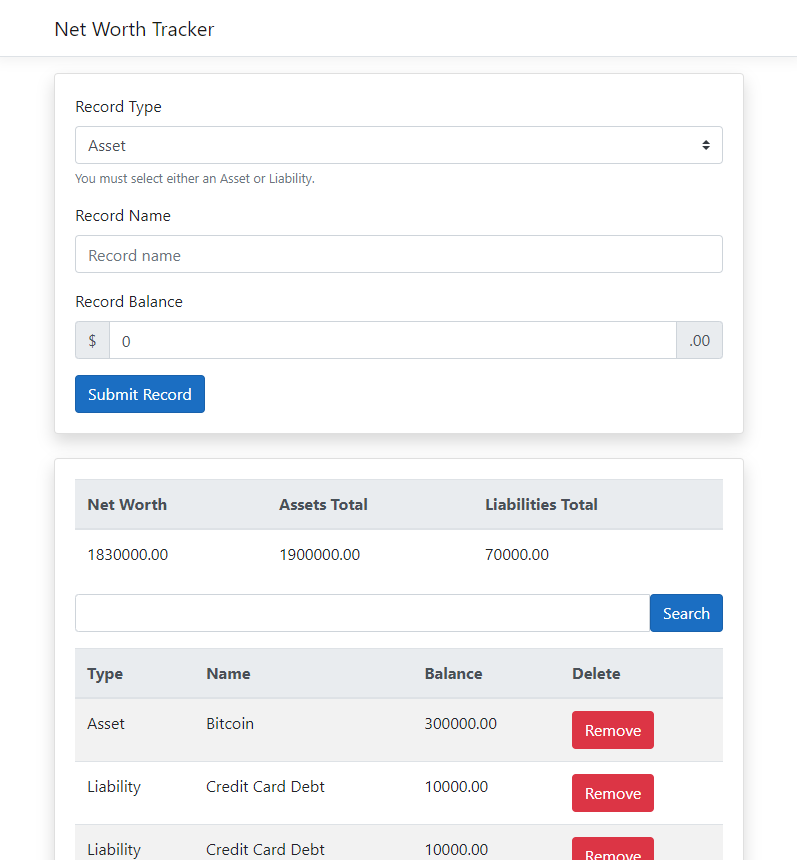 Net Worth Tracker
Record Type
Asset
You must select either an Asset or Liability.
Record Name
Record name
Record Balance
$ 0 .00
Submit Record
Net Worth Assets Total Liabilities Total
1830000.00 1900000.00 70000.00
Search
Type Name Balance Delete
Asset Bitcoin 300000.00 Remove
Liability Credit Card Debt 10000.00 Remove
Liability Credit Card Debt 10000.00 Remove